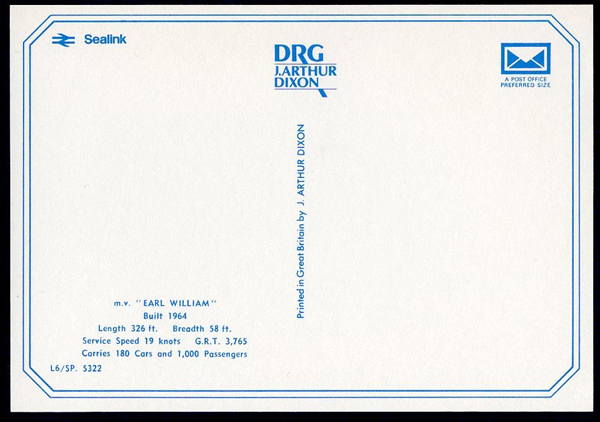 Sealink
DRG
J.ARTHUR
DIXON
A POST OFFICE
PREFERRED SIZE
Printed in Great Britain by J. ARTHUR DIXON
m.v. "EARL WILLIAM"
Built 1964
Length 326 ft. Breadth 58 ft.
Service Speed 19 knots G.R.T. 3,765
Carries 180 Cars and 1,000 Passengers
L6/SP. 5322